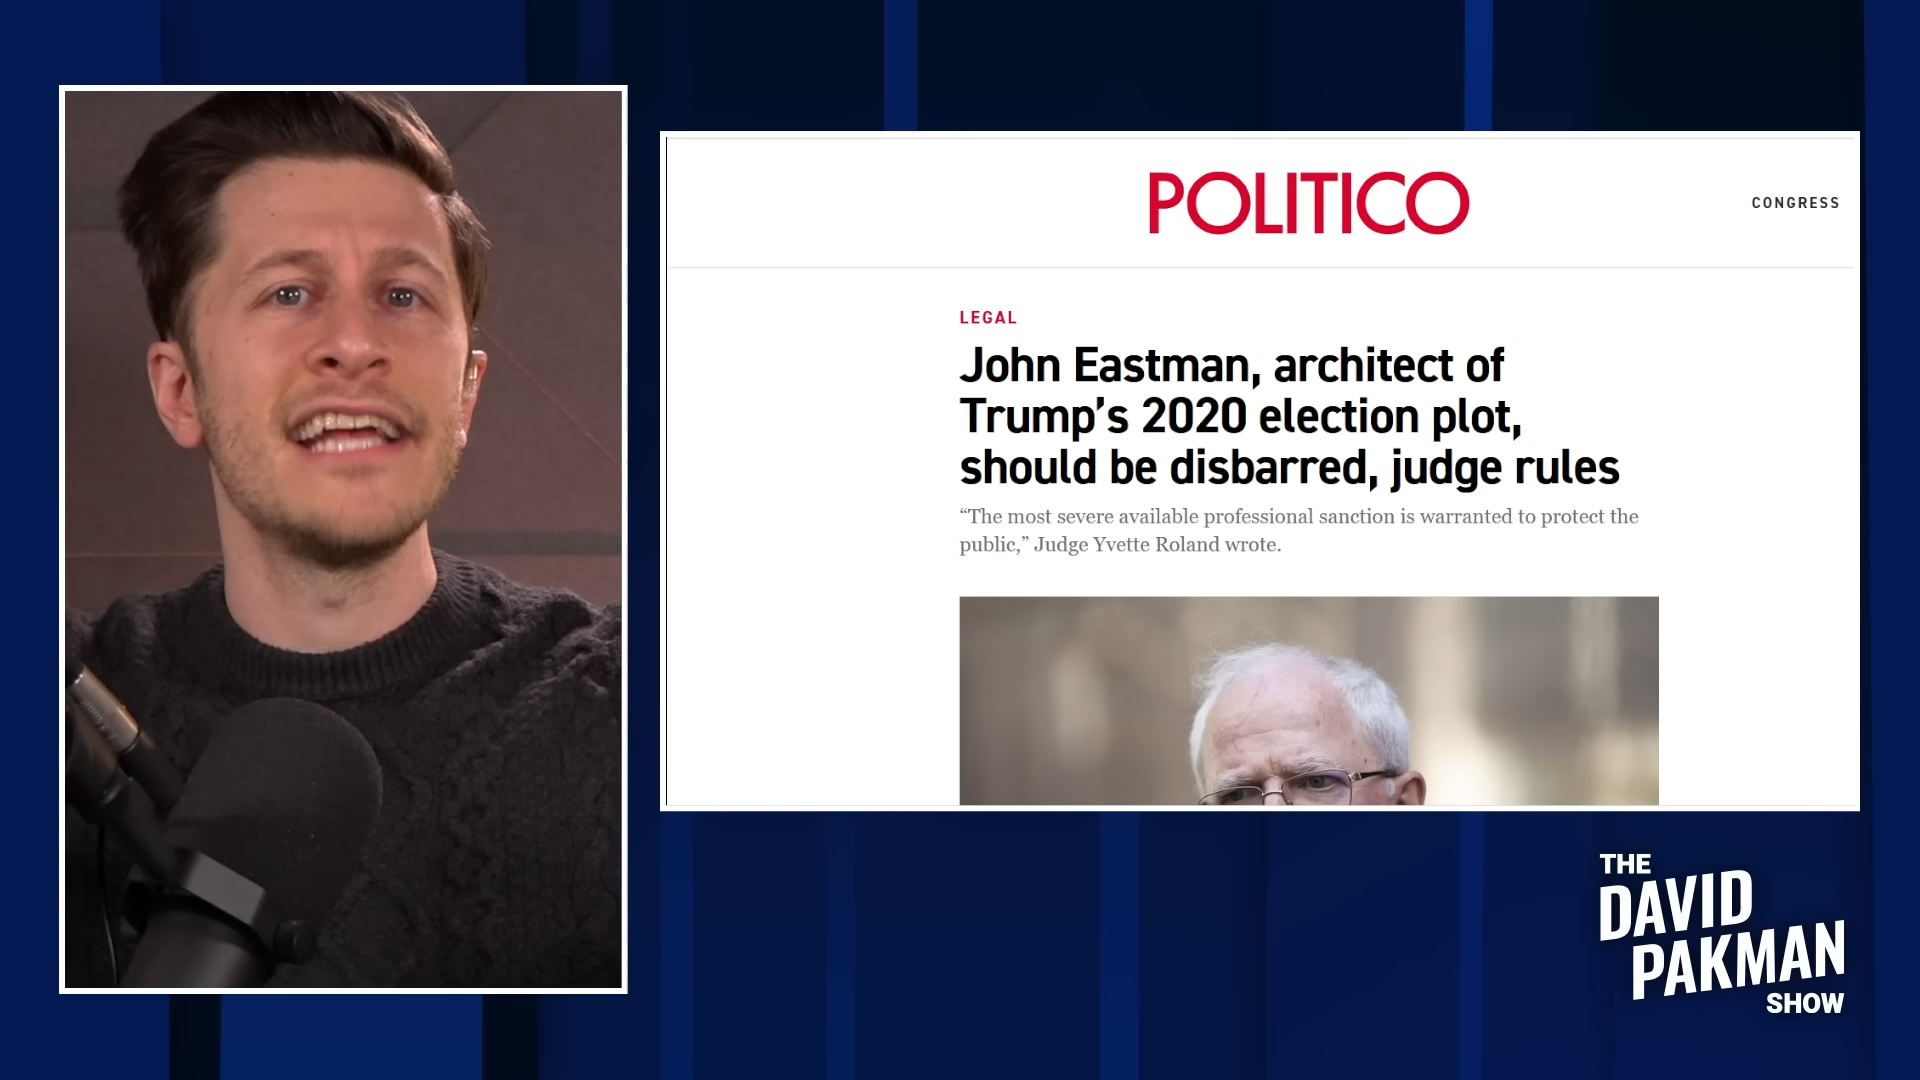 POLITICO
CONGRESS
LEGAL
John Eastman, architect of
Trump’s 2020 election plot,
should be disbarred, judge rules
“The most severe available professional sanction is warranted to protect the
public,” Judge Yvette Roland wrote.
THE
DAVID
PAKMAN
SHOW